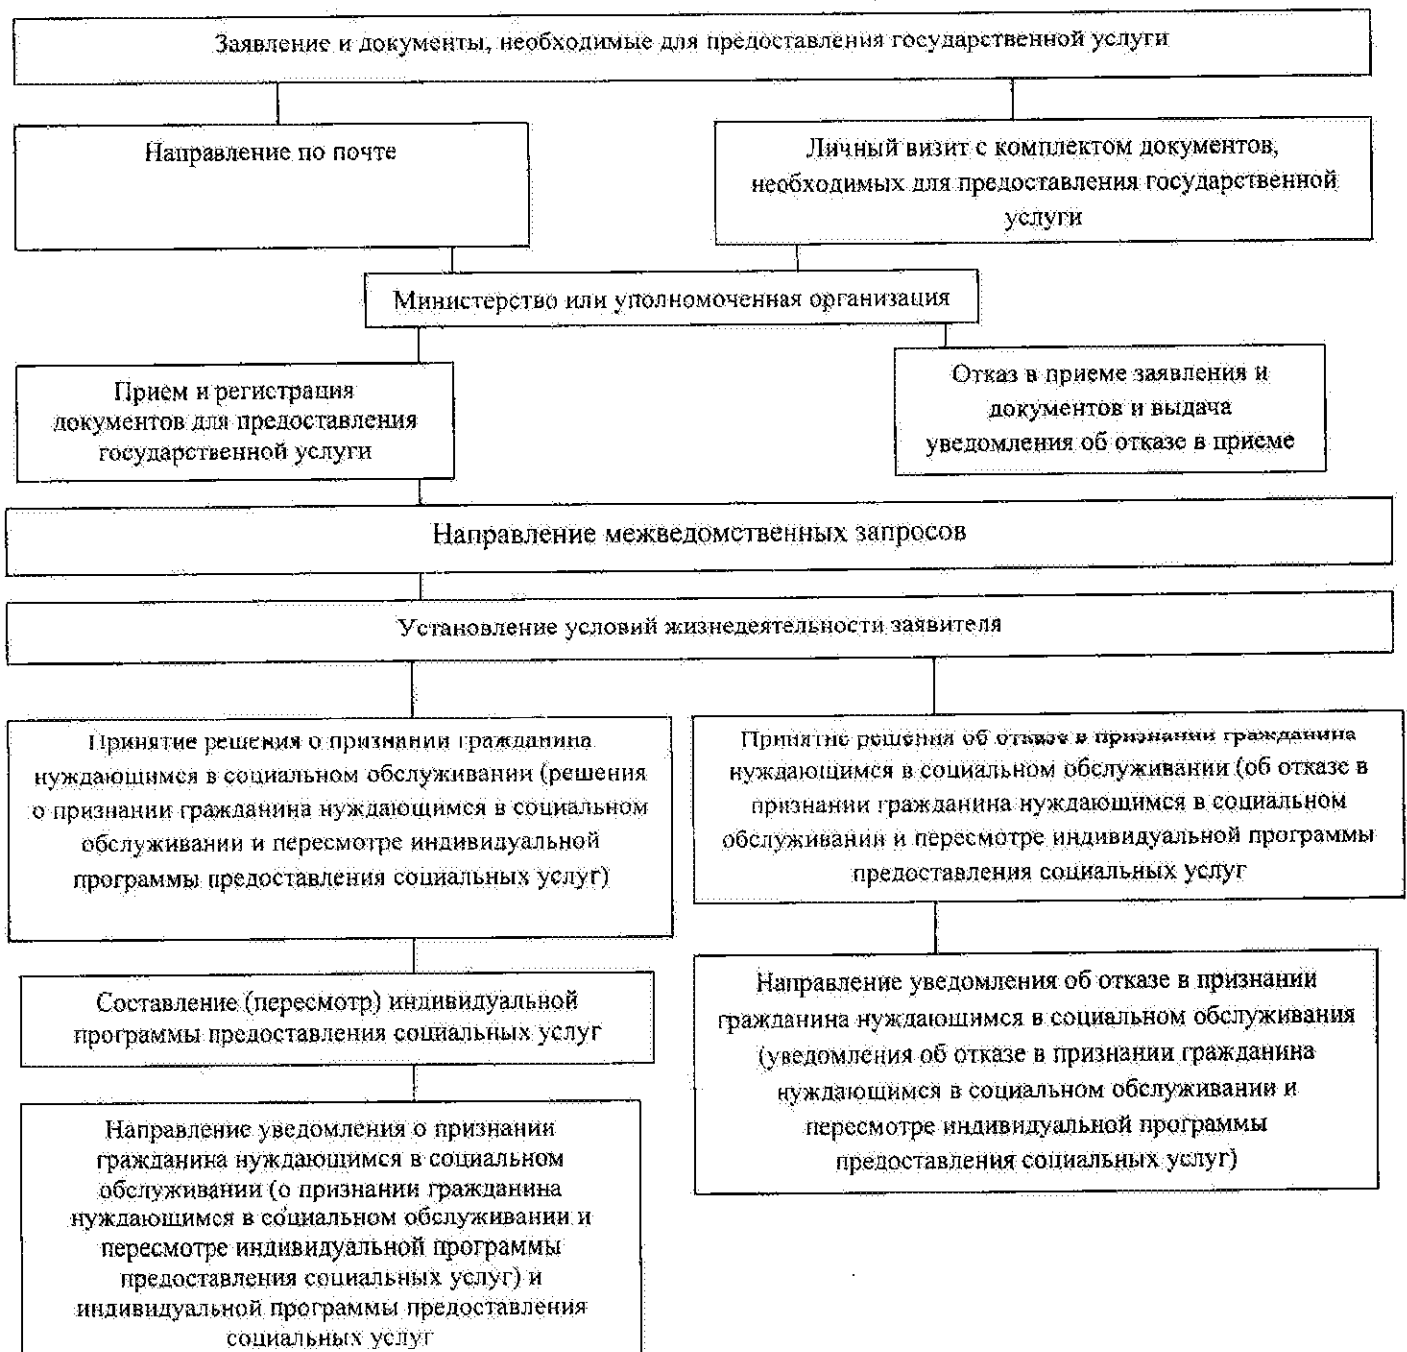 Заявление и документы, необходимые для предоставления государственной услуги
Направление по почте
Личный визит с комплектом документов,
необходимых для предоставления государственной
услуги
Министерство или уполномоченная организация
Прием и регистрация
документов для предоставления
государственной услуги
Отказ в приеме заявления и
документов и выдача
уведомления об отказе в приеме
Направление межведомственных запросов
Установление условий жизнедеятельности заявителя
Принятие решения о признании гражданина
нуждающимся в социальном обслуживании (решения
о признании гражданина нуждающимся в социальном
обслуживании и пересмотре индивидуальной
программы предоставления социальных услуг)
Принятие решения об отказе в признании гражданина
нуждающимся в социальном обслуживании (об отказе в
признании гражданина нуждающимся в социальном
обслуживании и пересмотре индивидуальной программы
предоставления социальных услуг
Составление (пересмотр) индивидуальной
программы предоставления социальных услуг
Направление уведомления об отказе в признании
гражданина нуждающимся в социальном обслуживания
(уведомления об отказе в признании гражданина
нуждающимся в социальном обслуживании и
пересмотре индивидуальной программы
предоставления социальных услуг)
Направление уведомления о признании
гражданина нуждающимся в социальном
обслуживании (о признании гражданина
нуждающимся в социальном обслуживании и
пересмотре индивидуальной программы
предоставления социальных услуг) и
индивидуальной программы предоставления
социальных услуг